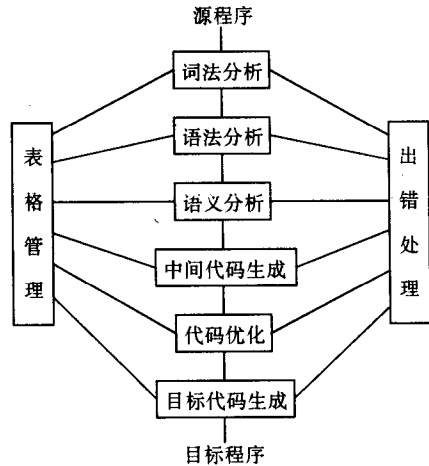 源程序
词法分析
语法分析
语义分析
中间代码生成
代码优化
目标代码生成
目标程序
表格管理
出错处理